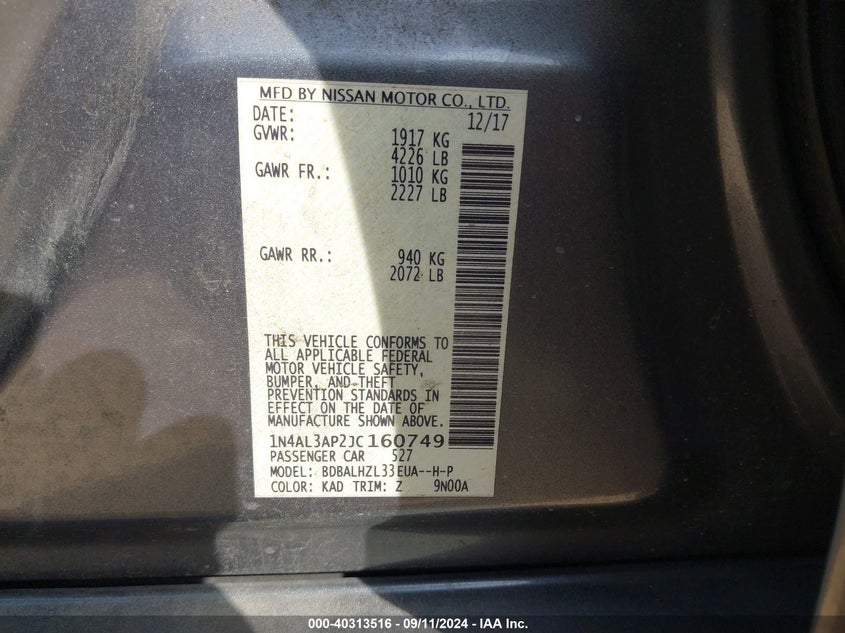 MFD BY NISSAN MOTOR CO., LTD.
DATE: 12/17
GVWR: 1917 KG
4226 LB
GAWR FR.: 1010 KG
2227 LB
GAWR RR.: 940 KG
2072 LB
THIS VEHICLE CONFORMS TO
ALL APPLICABLE FEDERAL
MOTOR VEHICLE SAFETY,
BUMPER, AND THEFT
PREVENTION STANDARDS IN
EFFECT ON THE DATE OF
MANUFACTURE SHOWN ABOVE.
1N4AL3AP2JC160749
PASSENGER CAR 527
MODEL: BDBALHZL33EUA--H-P
COLOR: KAD TRIM: Z 9N00A
000-40313516 - 09/11/2024 - IAA Inc.